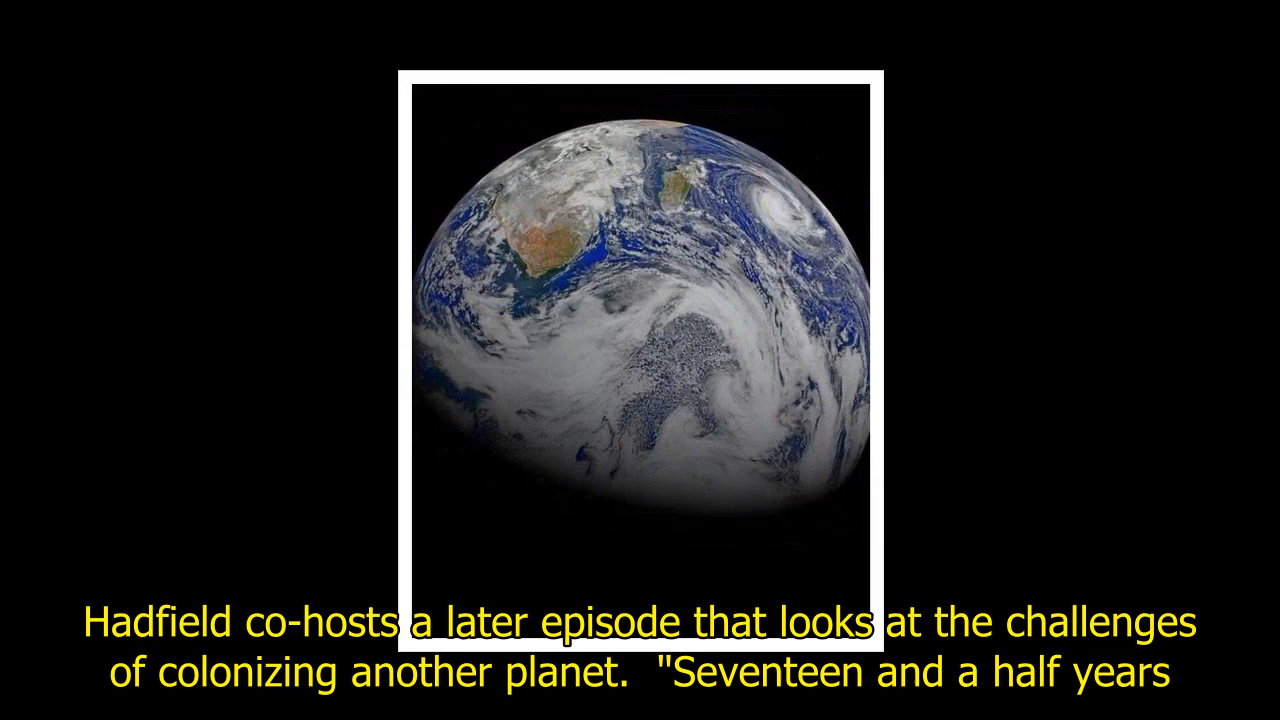 Hadfield co-hosts a later episode that looks at the challenges
of colonizing another planet.  "Seventeen and a half years